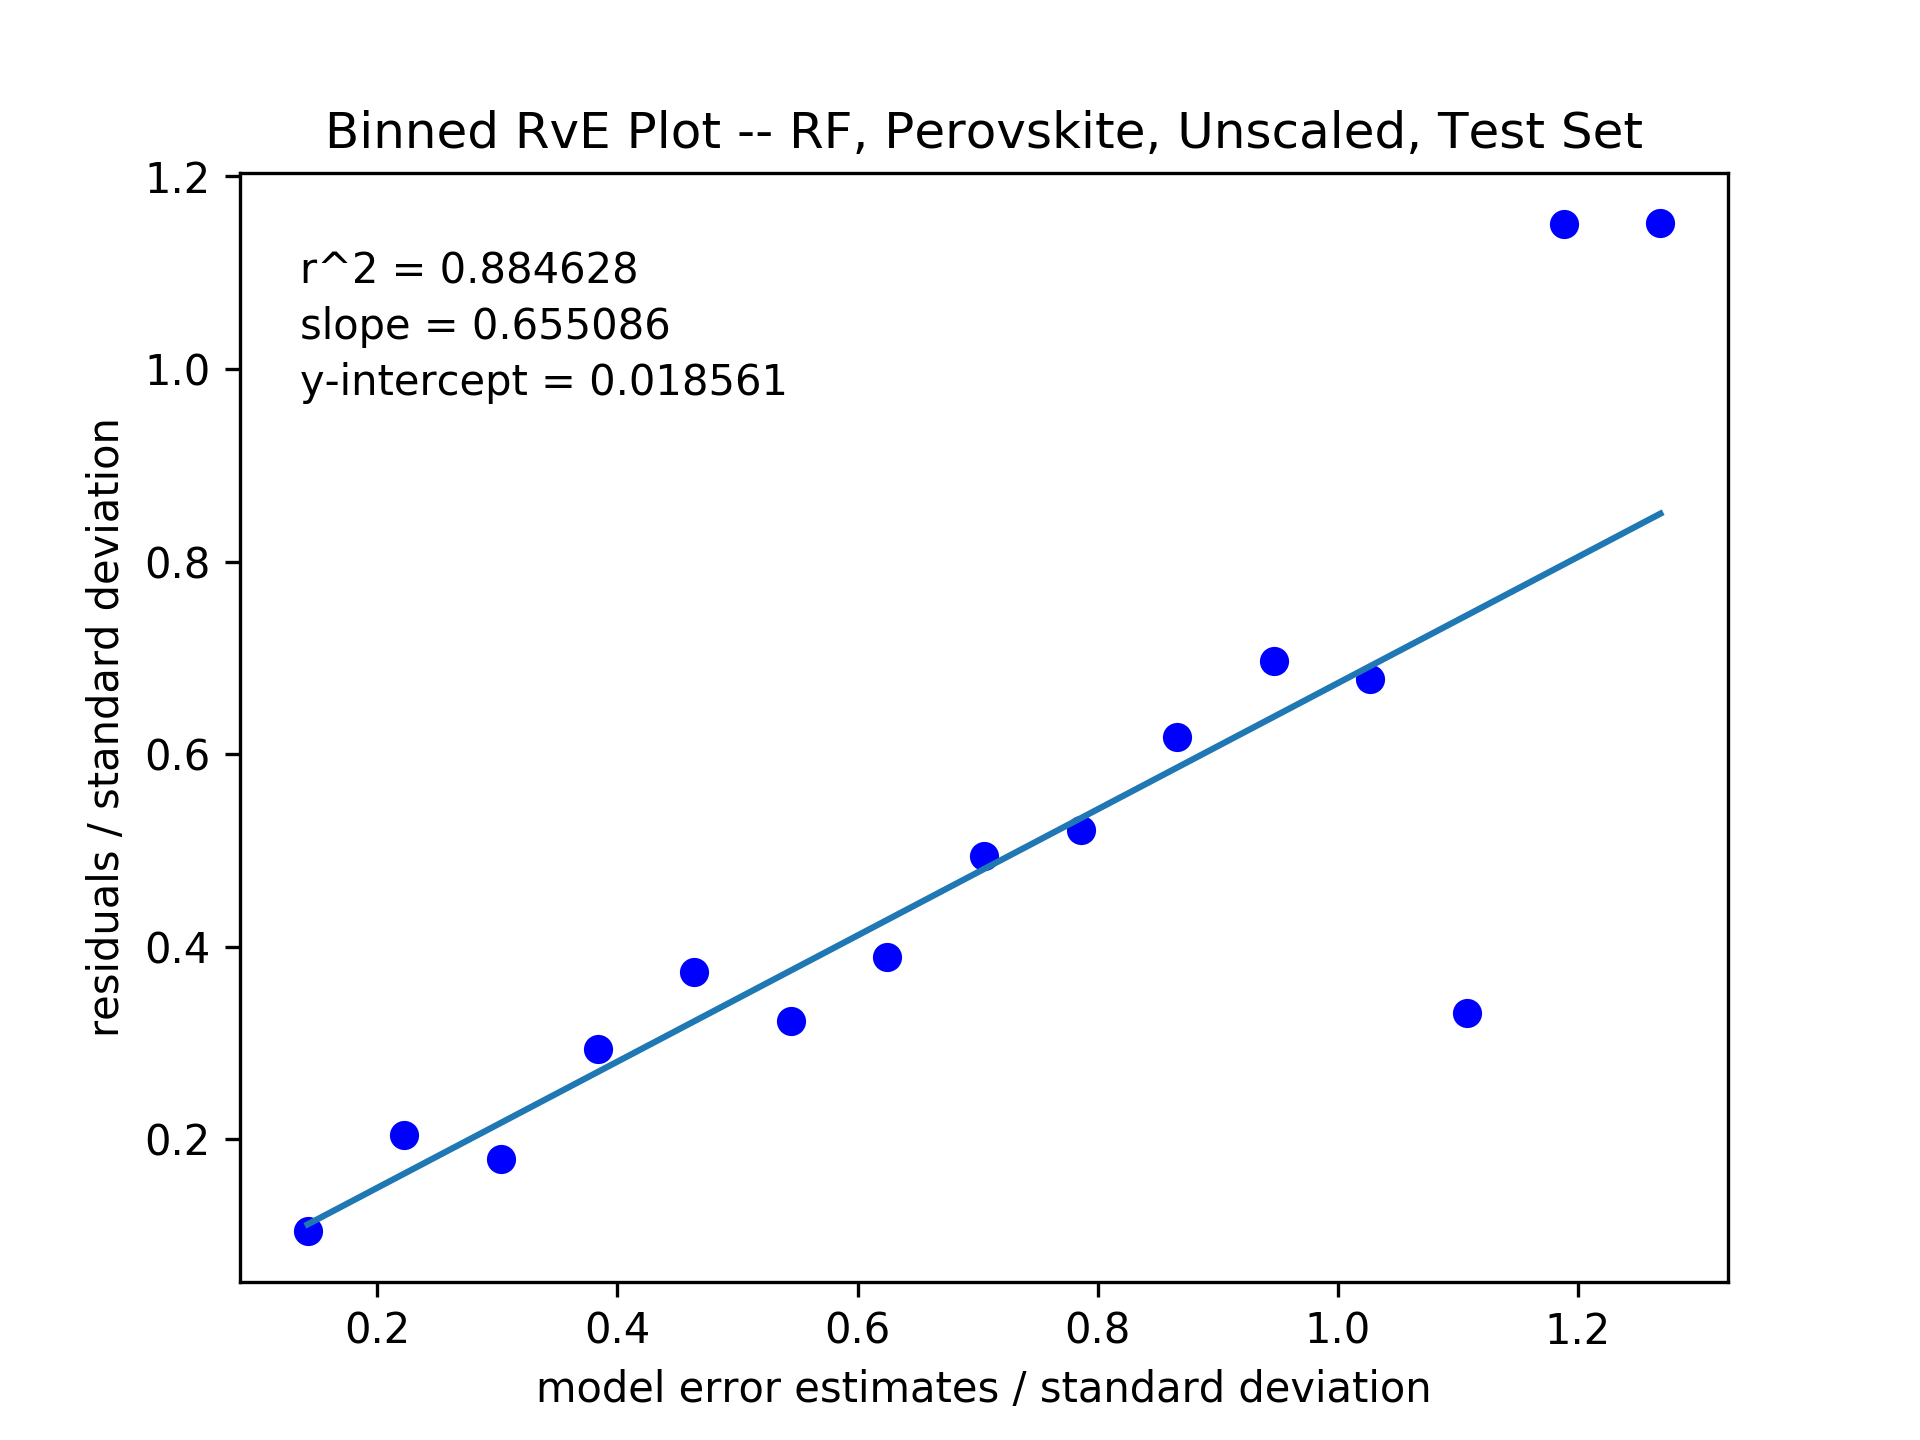 Binned RvE Plot -- RF, Perovskite, Unscaled, Test Set
r^2 = 0.884628
slope = 0.655086
y-intercept = 0.018561
1.2
1.0
0.8
0.6
0.4
0.2
residuals / standard deviation
0.2 0.4 0.6 0.8 1.0 1.2
model error estimates / standard deviation